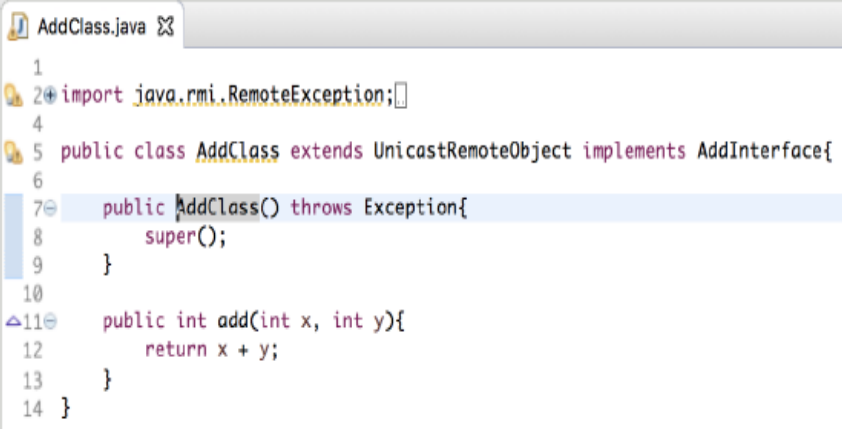 AddClass.java
1
2 import java.rmi.RemoteException;
4
5 public class AddClass extends UnicastRemoteObject implements AddInterface{
6
7 public AddClass() throws Exception{
8 super();
9 }
10
11 public int add(int x, int y){
12 return x + y;
13 }
14 }